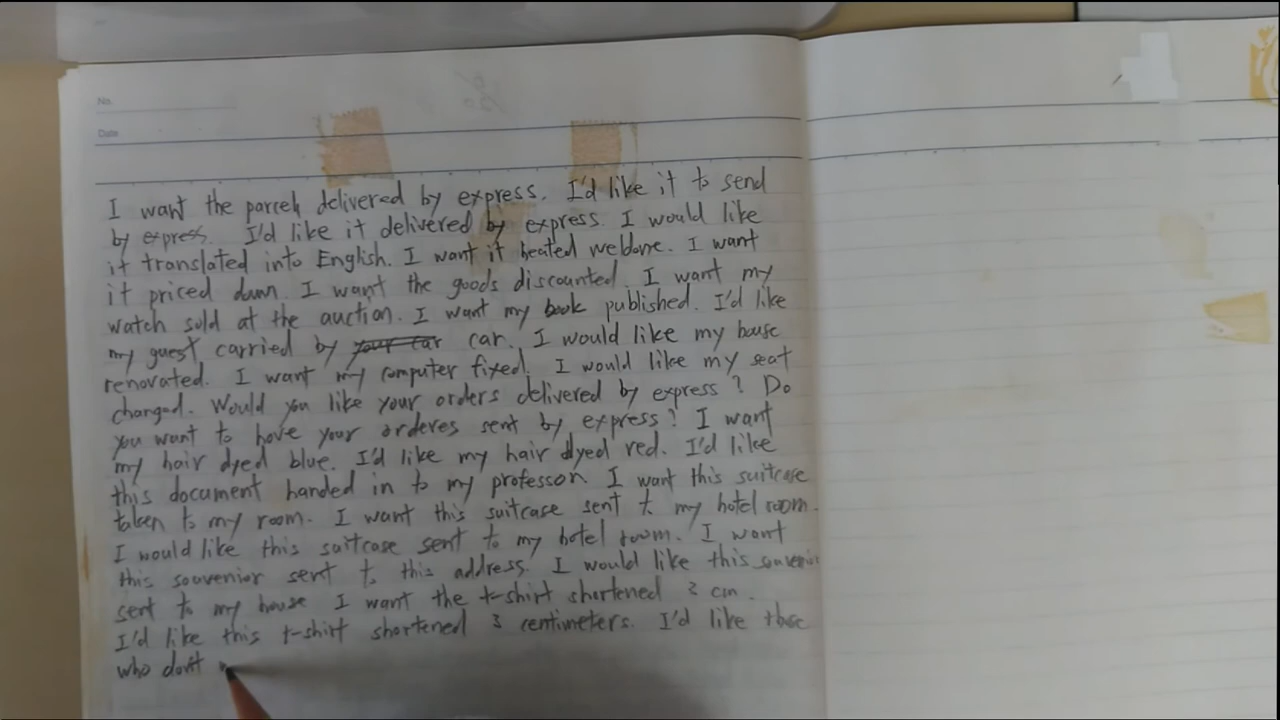 No.
Date
I want the parcel delivered by express. I'd like it to send
by express. I'd like it delivered by express. I would like
it translated into English. I want it heated weldone. I want
it priced down. I want the goods discounted. I want my
watch sold at the auction. I want my book published. I'd like
my guest carried by your car car. I would like my house
renovated. I want my computer fixed. I would like my seat
changed. Would you like your orders delivered by express? Do
you want to have your orderes sent by express? I want
my hair dyed blue. I'd like my hair dyed red. I'd like
this document handed in to my professor. I want this suitcase
taken to my room. I want this suitcase sent to my hotel room.
I would like this suitcase sent to my hotel room. I want
this souvenior sent to this address. I would like this souvenior
sent to my house I want the t-shirt shortened 2 cm.
I'd like this t-shirt shortened 3 centimeters. I'd like those
who don't